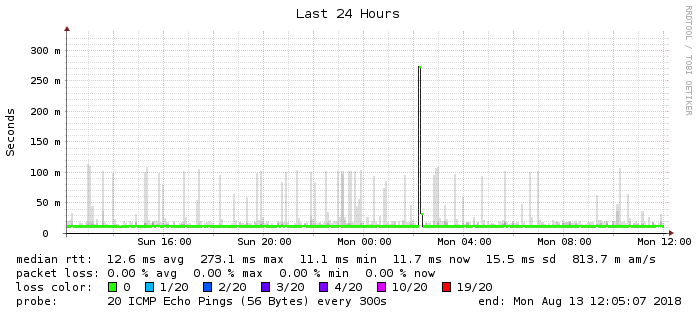 Last 24 Hours
RRDTOOL / TOBI OETIKER
Seconds
300 m
250 m
200 m
150 m
100 m
50 m
0
Sun 16:00 Sun 20:00 Mon 00:00 Mon 04:00 Mon 08:00 Mon 12:00
median rtt: 12.6 ms avg 273.1 ms max 11.1 ms min 11.7 ms now 15.5 ms sd 813.7 m am/s
packet loss: 0.00 % avg 0.00 % max 0.00 % min 0.00 % now
loss color: 0 1/20 2/20 3/20 4/20 10/20 19/20
probe: 20 ICMP Echo Pings (56 Bytes) every 300s end: Mon Aug 13 12:05:07 2018